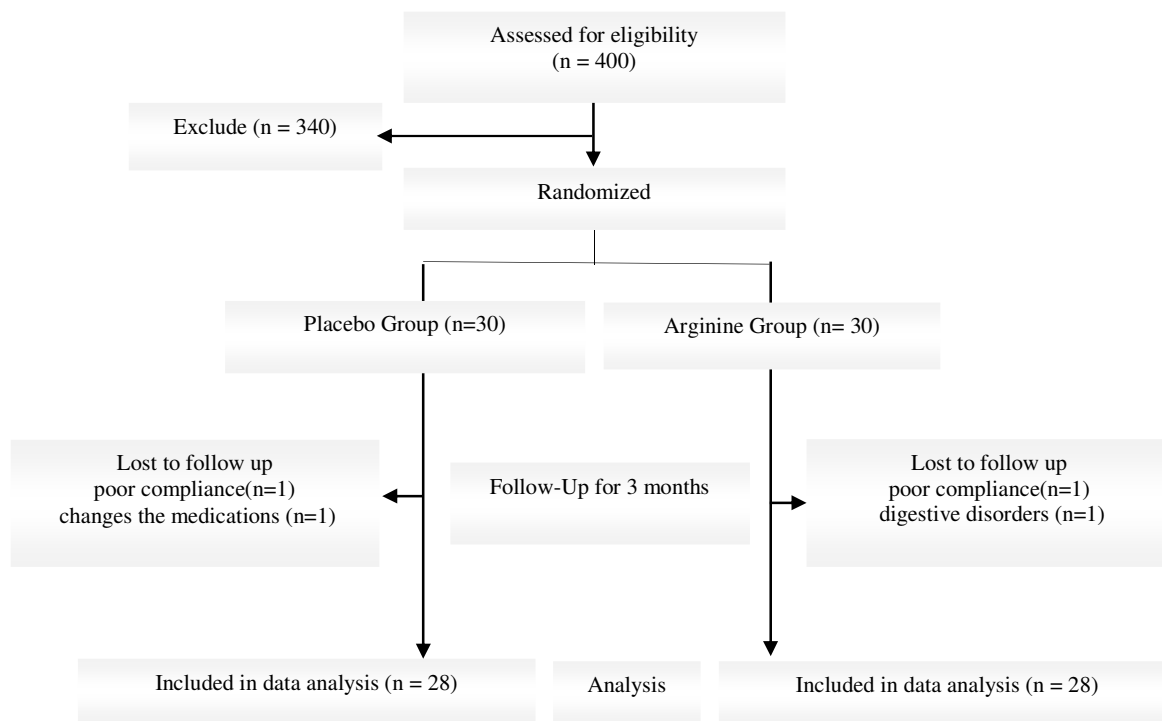 Assessed for eligibility
(n = 400)
Exclude (n = 340)
Randomized
Placebo Group (n=30)
Arginine Group (n= 30)
Lost to follow up
poor compliance(n=1)
changes the medications (n=1)
Follow-Up for 3 months
Lost to follow up
poor compliance(n=1)
digestive disorders (n=1)
Included in data analysis (n = 28)
Analysis
Included in data analysis (n = 28)